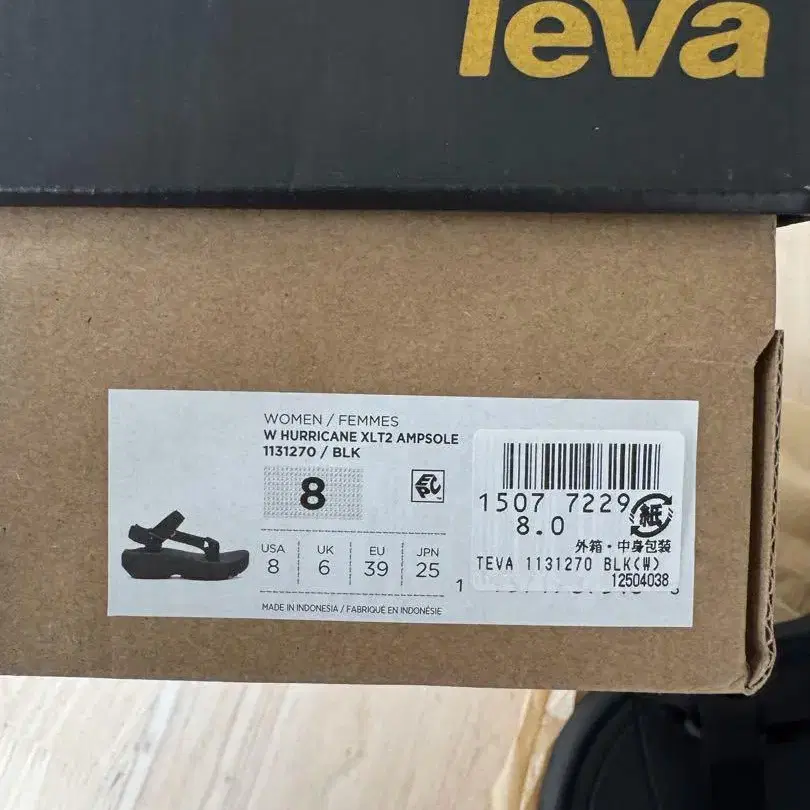 Teva
WOMEN / FEMMES
W HURRICANE XLT2 AMPSOLE
1131270 / BLK
8
EPC
USA UK EU JPN
8 6 39 25
MADE IN INDONESIA / FABRIQUÉ EN INDONÉSIE
1507 7229
8.0
紙
外箱・中身包装
TEVA 1131270 BLK(W)
12504038